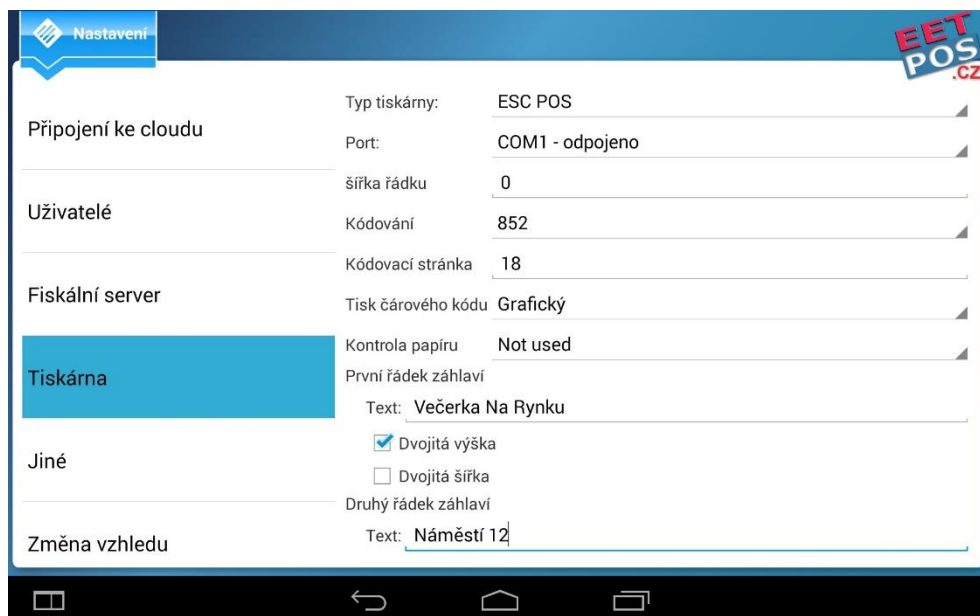 Nastavení
EET
POS
.CZ
Připojení ke cloudu
Uživatelé
Fiskální server
Tiskárna
Jiné
Změna vzhledu
Typ tiskárny: ESC POS
Port: COM1 - odpojeno
šířka řádku 0
Kódování 852
Kódovací stránka 18
Tisk čárového kódu Grafický
Kontrola papíru Not used
První řádek záhlaví
Text: Večerka Na Rynku
Dvojitá výška
Dvojitá šířka
Druhý řádek záhlaví
Text: Náměstí 12